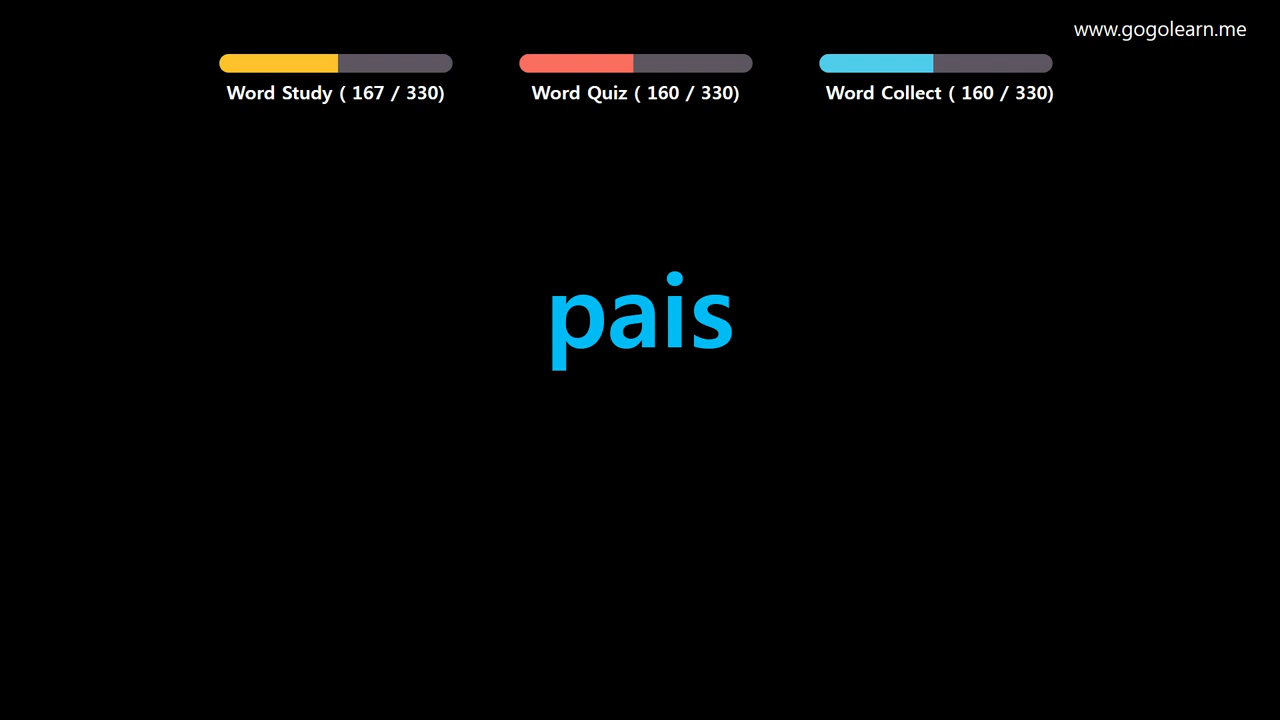 www.gogolearn.me
Word Study ( 167 / 330)
Word Quiz ( 160 / 330)
Word Collect ( 160 / 330)
pais